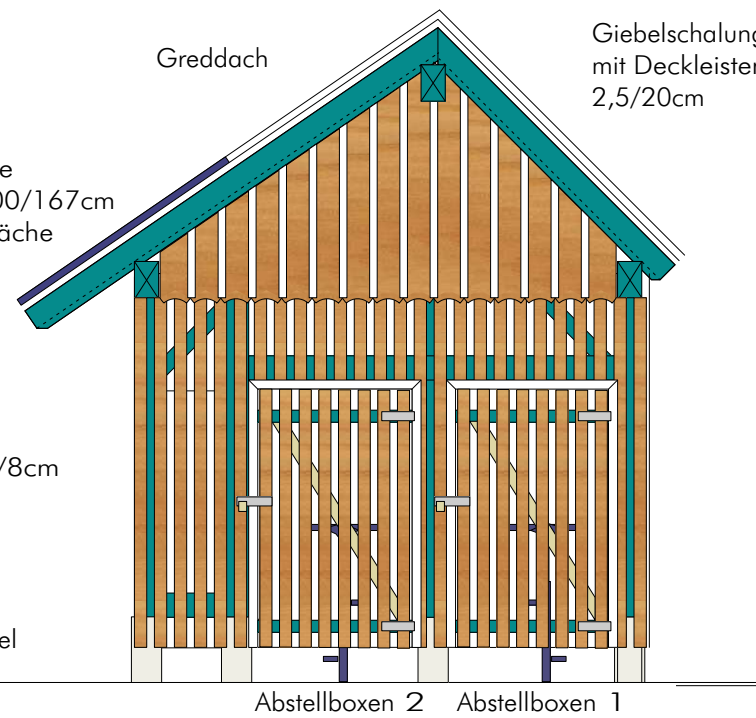 Greddach
Giebelschalung
mit Deckleisten
2,5/20cm
e
00/167cm
äche
/8cm
el
Abstellboxen 2
Abstellboxen 1